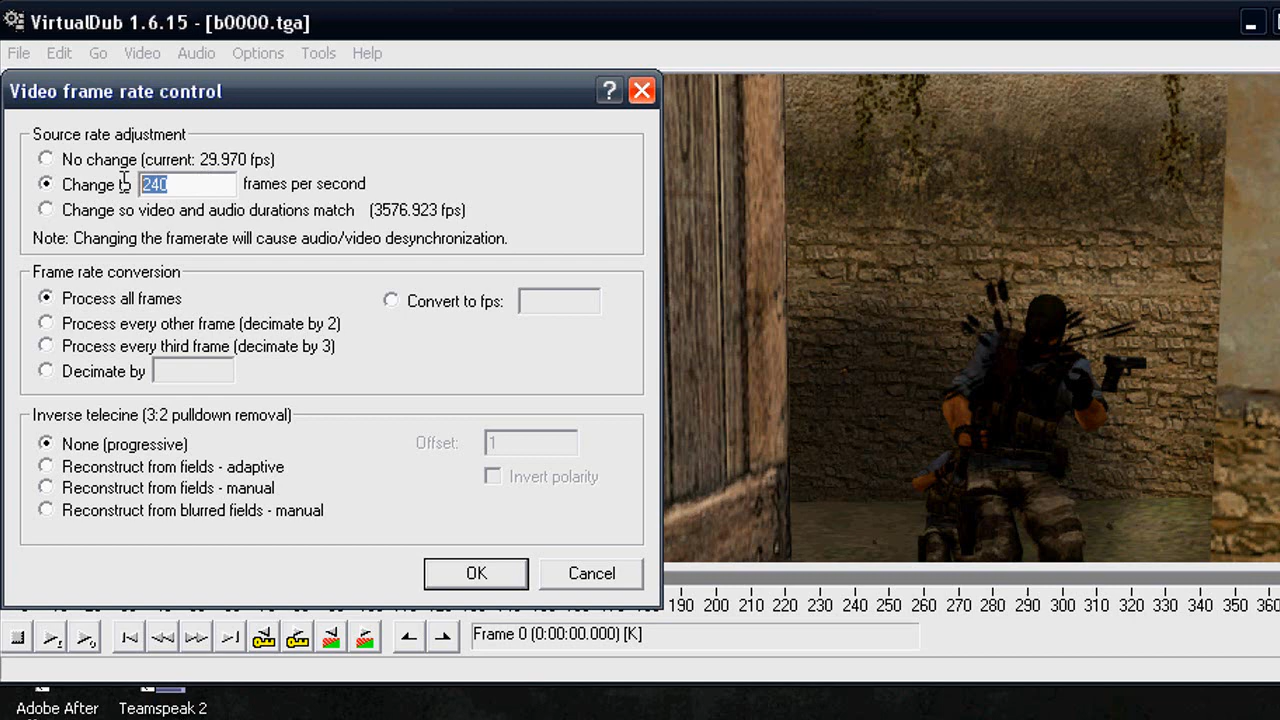 VirtualDub 1.6.15 - [b0000.tga]
File Edit Go Video Audio Options Tools Help
Video frame rate control
Source rate adjustment
No change (current: 29.970 fps)
Change to 240 frames per second
Change so video and audio durations match (3576.923 fps)
Note: Changing the framerate will cause audio/video desynchronization.
Frame rate conversion
Process all frames Convert to fps:
Process every other frame (decimate by 2)
Process every third frame (decimate by 3)
Decimate by
Inverse telecine (3:2 pulldown removal)
None (progressive) Offset: 1
Reconstruct from fields - adaptive Invert polarity
Reconstruct from fields - manual
Reconstruct from blurred fields - manual
OK Cancel
190 200 210 220 230 240 250 260 270 280 290 300 310 320 330 340 350
Frame 0 (0:00:00.000) [K]
Adobe After Teamspeak 2